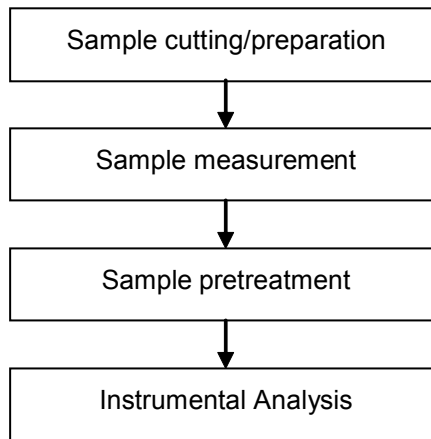 Sample cutting/preparation
Sample measurement
Sample pretreatment
Instrumental Analysis